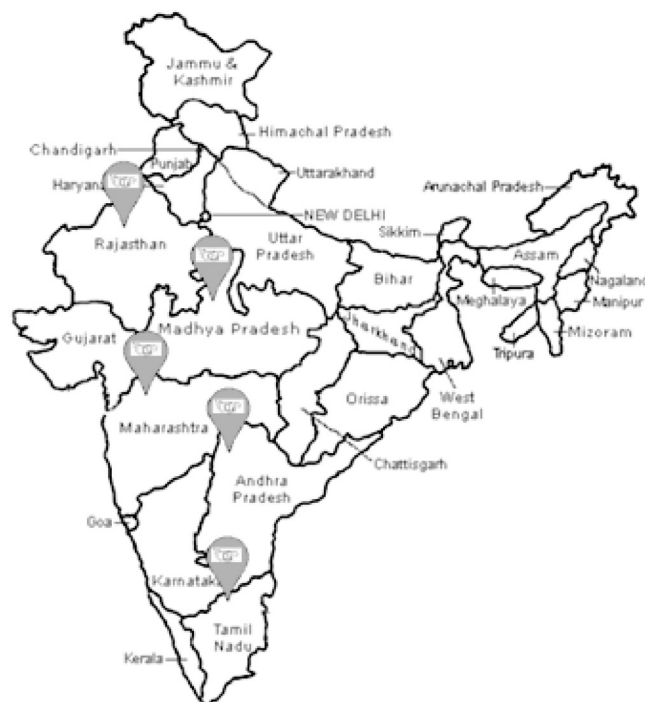 Jammu &
Kashmir
Himachal Pradesh
Chandigarh
Punjab
Uttarakhand
Haryana
Arunachal Pradesh
NEW DELHI
Rajasthan
Uttar
Pradesh
Sikkim
Assam
Bihar
Nagaland
Meghalaya
Manipur
Gujarat
Madhya Pradesh
Jharkhand
Mizoram
Tripura
West
Bengal
Orissa
Maharashtra
Chattisgarh
Andhra
Pradesh
Goa
Karnataka
Tamil
Nadu
Kerala